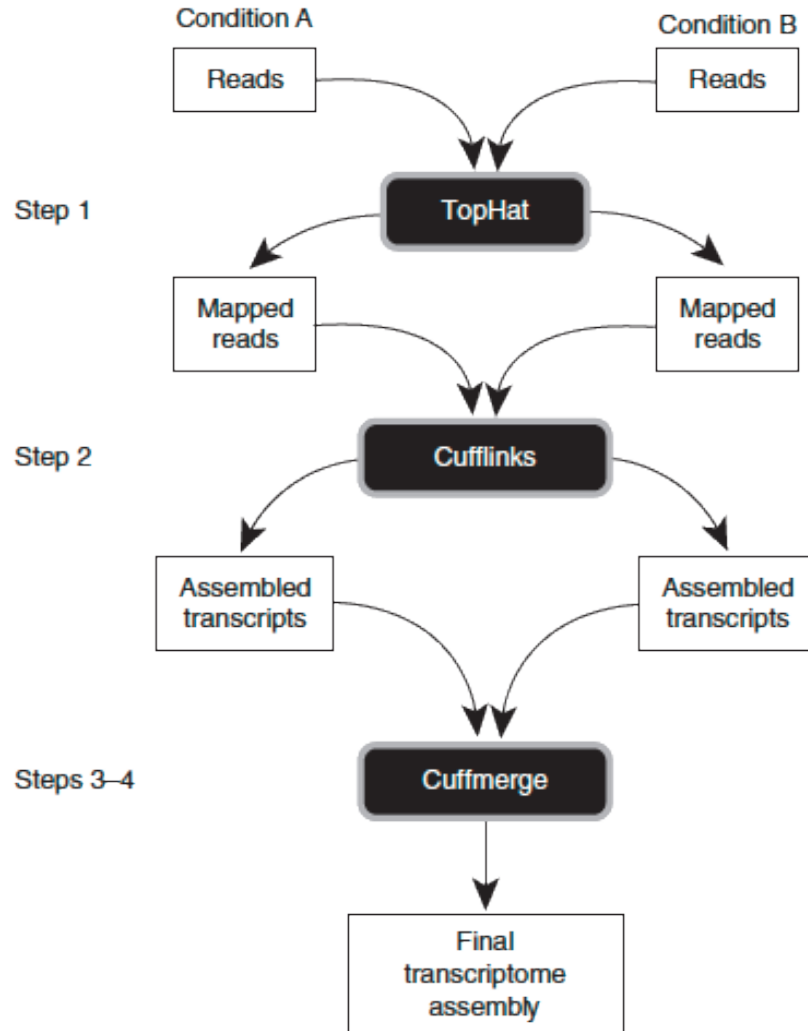 Condition A
Condition B
Reads
Reads
Step 1
TopHat
Mapped
reads
Mapped
reads
Step 2
Cufflinks
Assembled
transcripts
Assembled
transcripts
Steps 3–4
Cuffmerge
Final
transcriptome
assembly